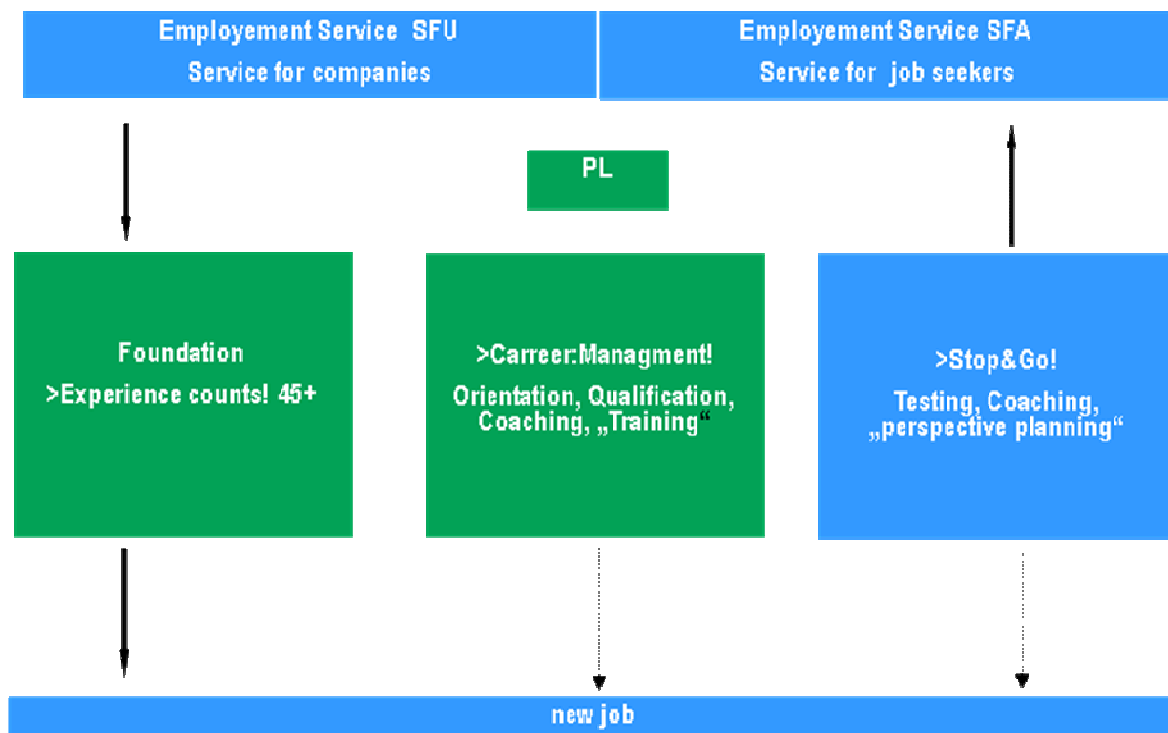 Employement Service SFU
Service for companies
Employement Service SFA
Service for job seekers
PL
Foundation
>Experience counts! 45+
>Carreer:Managment!
Orientation, Qualification,
Coaching, „Training“
>Stop&Go!
Testing, Coaching,
„perspective planning“
new job